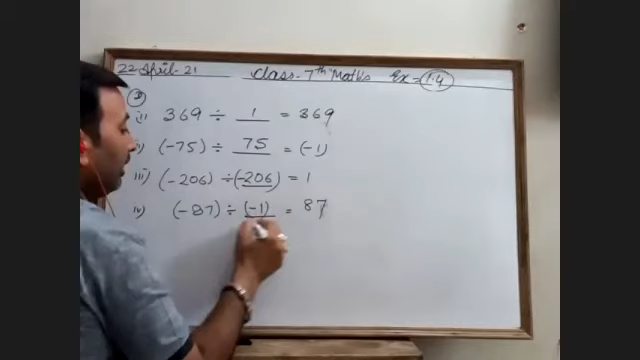 22 April-21 Class-7th Maths Ex = 1.4
3
i) 369 ÷ 1 = 369
) (-75) ÷ 75 = (-1)
iii) (-206) ÷ (-206) = 1
iv) (-87) ÷ (-1) = 87